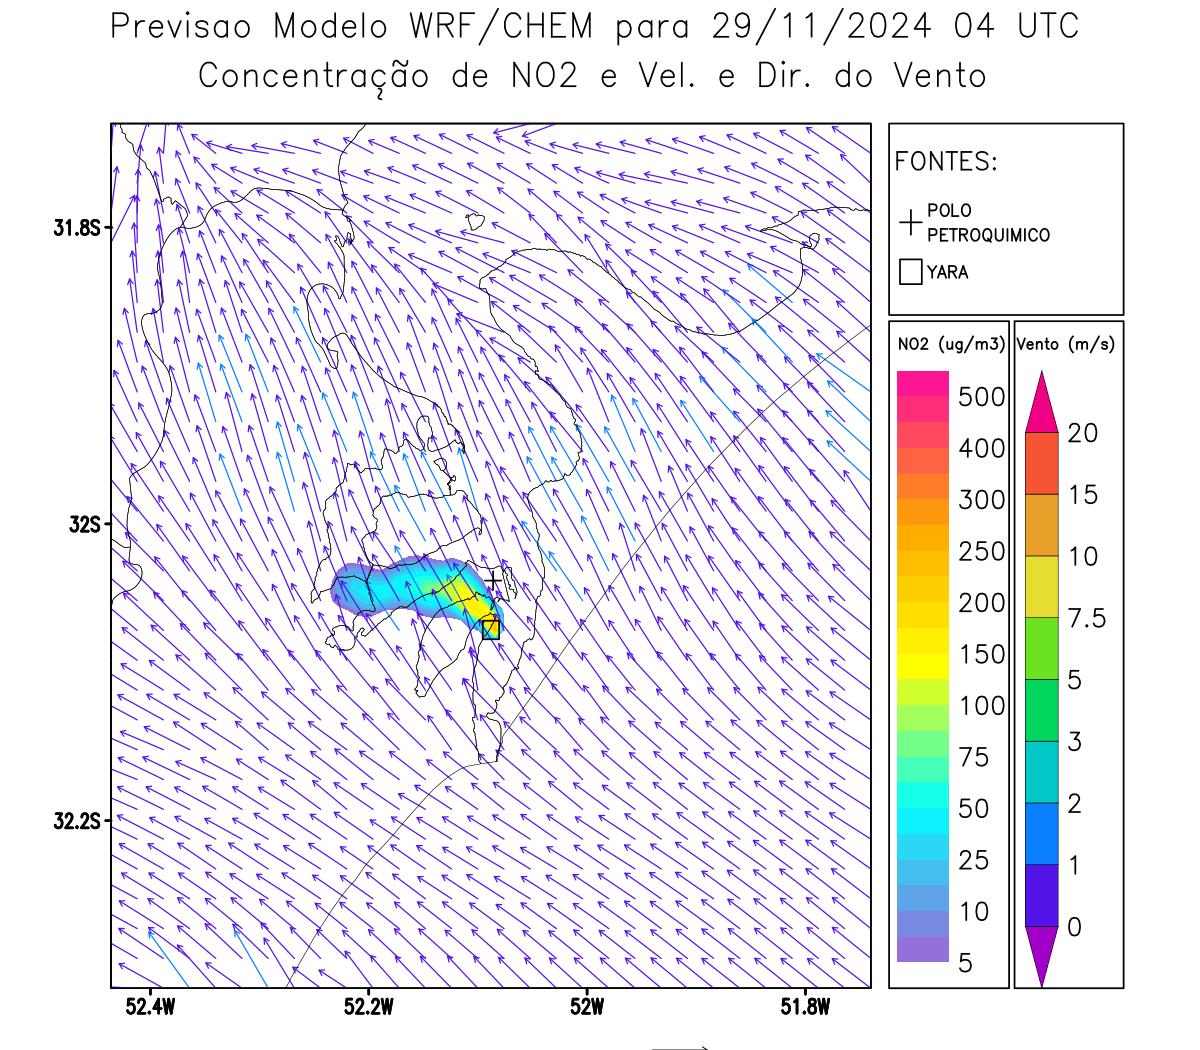 Previsao Modelo WRF/CHEM para 29/11/2024 04 UTC
Concentração de NO2 e Vel. e Dir. do Vento
FONTES:
POLO
PETROQUIMICO
YARA
NO2 (ug/m3)
500
400
300
250
200
150
100
75
50
25
10
5
Vento (m/s)
20
15
10
7.5
5
3
2
1
0
31.8S
32S
32.2S
52.4W
52.2W
52W
51.8W